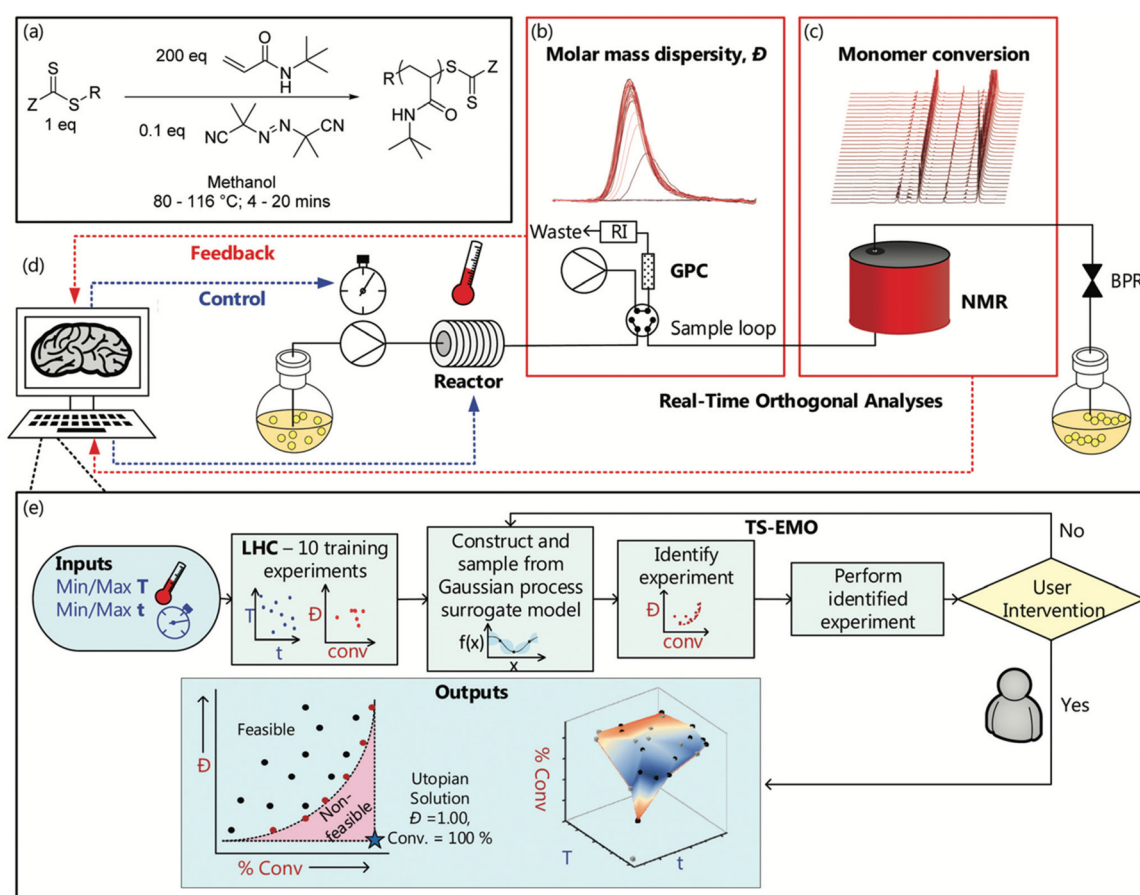 (a)
200 eq
O
N
H
S
Z
S
R
1 eq
0.1 eq
CN
N
N
CN
R
S
Z
S
O
HN
Methanol
80 - 116 °C; 4 - 20 mins
(b)
Molar mass dispersity, Đ
Waste
RI
GPC
Sample loop
(c)
Monomer conversion
NMR
BPR
(d)
Feedback
Control
Reactor
Real-Time Orthogonal Analyses
(e)
TS-EMO
Inputs
Min/Max T
Min/Max t
LHC – 10 training
experiments
T
t
Đ
conv
Construct and
sample from
Gaussian process
surrogate model
f(x)
x
Identify
experiment
Đ
conv
Perform
identified
experiment
User
Intervention
No
Yes
Outputs
Đ
Feasible
Non-
feasible
% Conv
Utopian
Solution
Đ =1.00,
Conv. = 100 %
% Conv
T
t